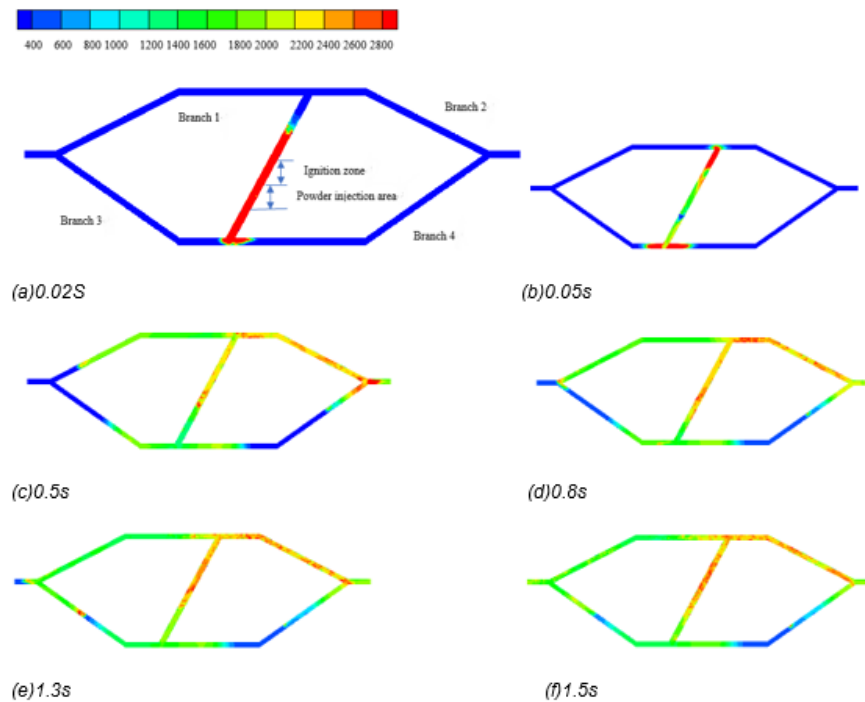 400 600 800 1000 1200 1400 1600 1800 2000 2200 2400 2600 2800
Branch 1
Branch 2
Ignition zone
Powder injection area
Branch 3
Branch 4
(a)0.02S
(b)0.05s
(c)0.5s
(d)0.8s
(e)1.3s
(f)1.5s